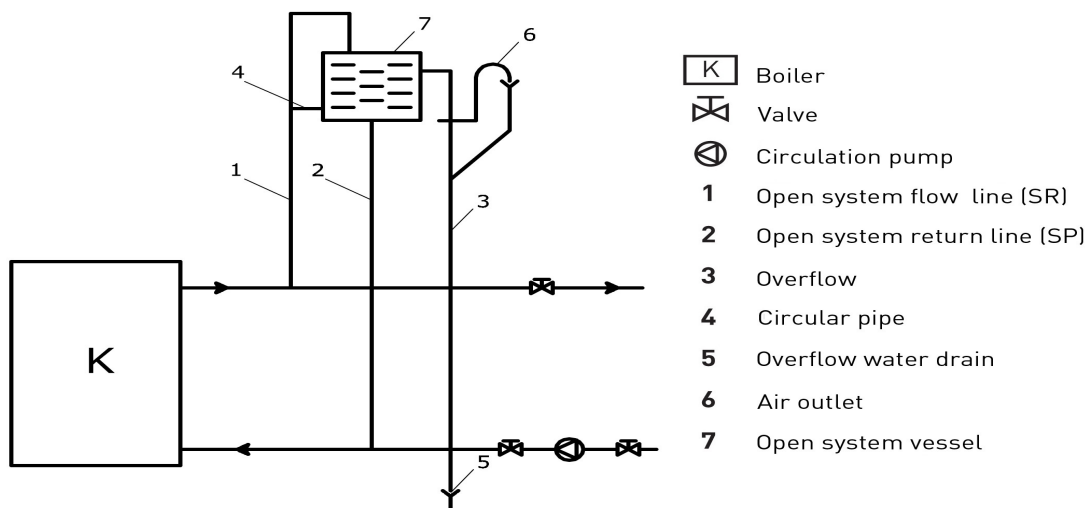 7
6
4
1
2
3
K
5
K Boiler
Valve
Circulation pump
1 Open system flow line (SR)
2 Open system return line (SP)
3 Overflow
4 Circular pipe
5 Overflow water drain
6 Air outlet
7 Open system vessel